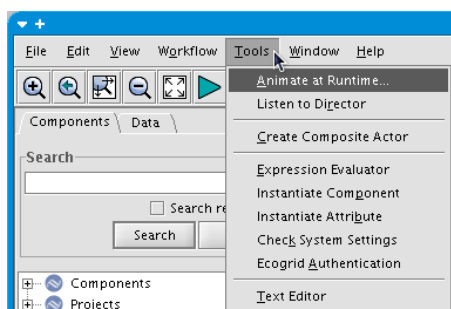 File Edit View Workflow Tools Window Help
Animate at Runtime...
Listen to Director
Components Data
Create Composite Actor
Search
Expression Evaluator
Instantiate Component
Search re
Instantiate Attribute
Search
Check System Settings
Ecogrid Authentication
Components
Text Editor
Projects